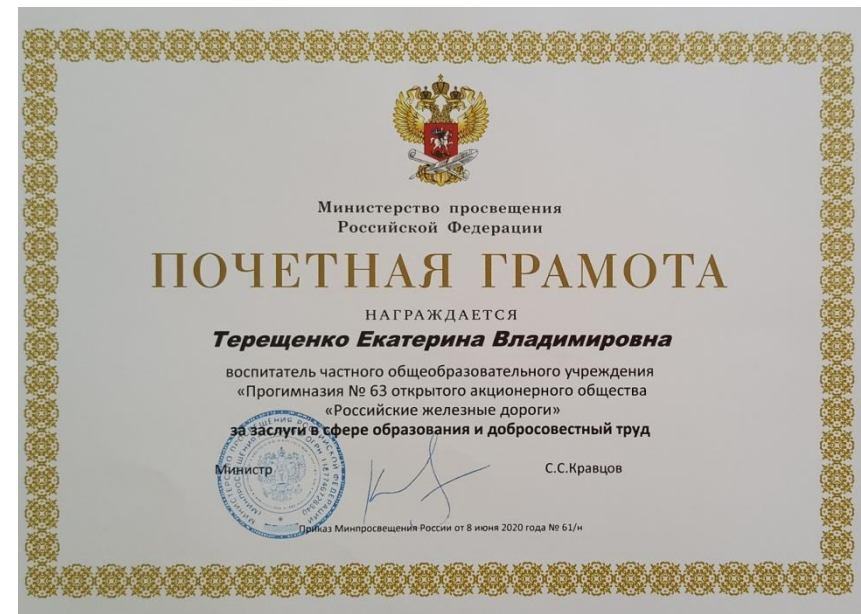 Министерство просвещения
Российской Федерации
ПОЧЕТНАЯ ГРАМОТА
НАГРАЖДАЕТСЯ
Терещенко Екатерина Владимировна
воспитатель частного общеобразовательного учреждения
«Прогимназия № 63 открытого акционерного общества
«Российские железные дороги»
за заслуги в сфере образования и добросовестный труд
Министр
С.С.Кравцов
Приказ Минпросвещения России от 8 июня 2020 года № 61/н